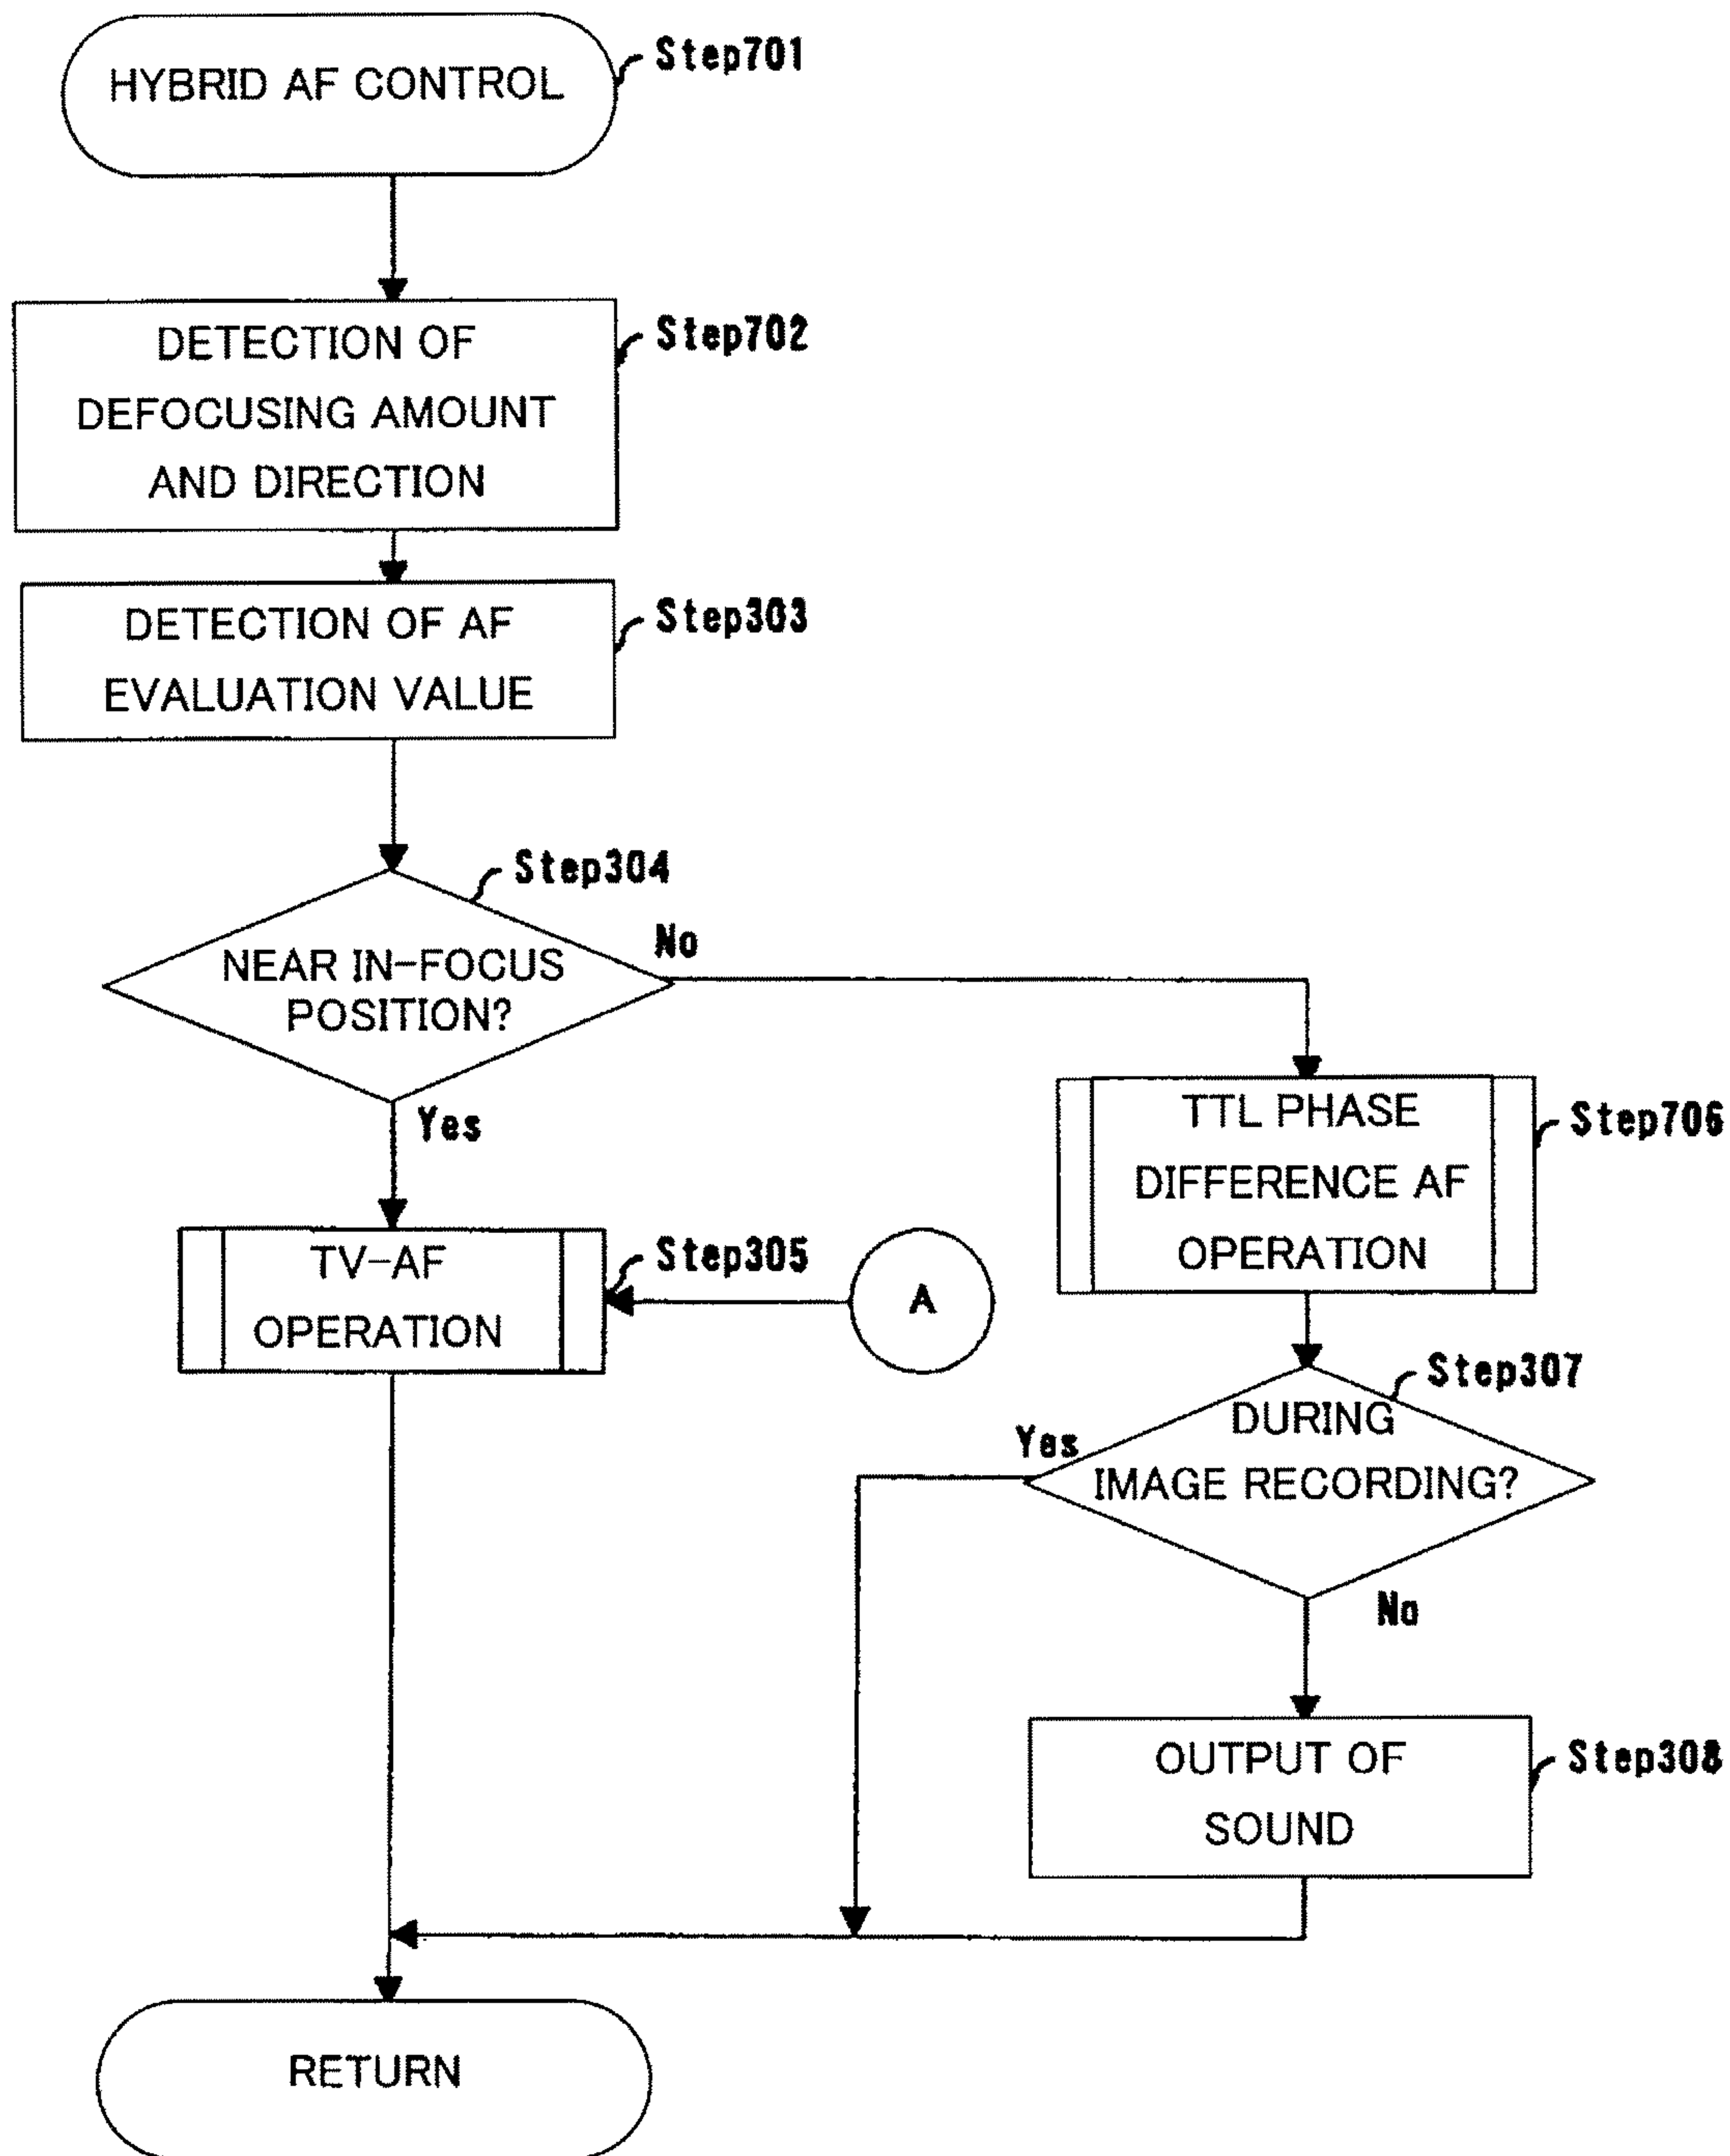 HYBRID AF CONTROL
Step701
DETECTION OF
DEFOCUSING AMOUNT
AND DIRECTION
Step702
DETECTION OF AF
EVALUATION VALUE
Step303
Step304
NEAR IN-FOCUS
POSITION?
No
Yes
TV-AF
OPERATION
Step305
A
TTL PHASE
DIFFERENCE AF
OPERATION
Step706
Step307
DURING
IMAGE RECORDING?
Yes
No
OUTPUT OF
SOUND
Step308
RETURN